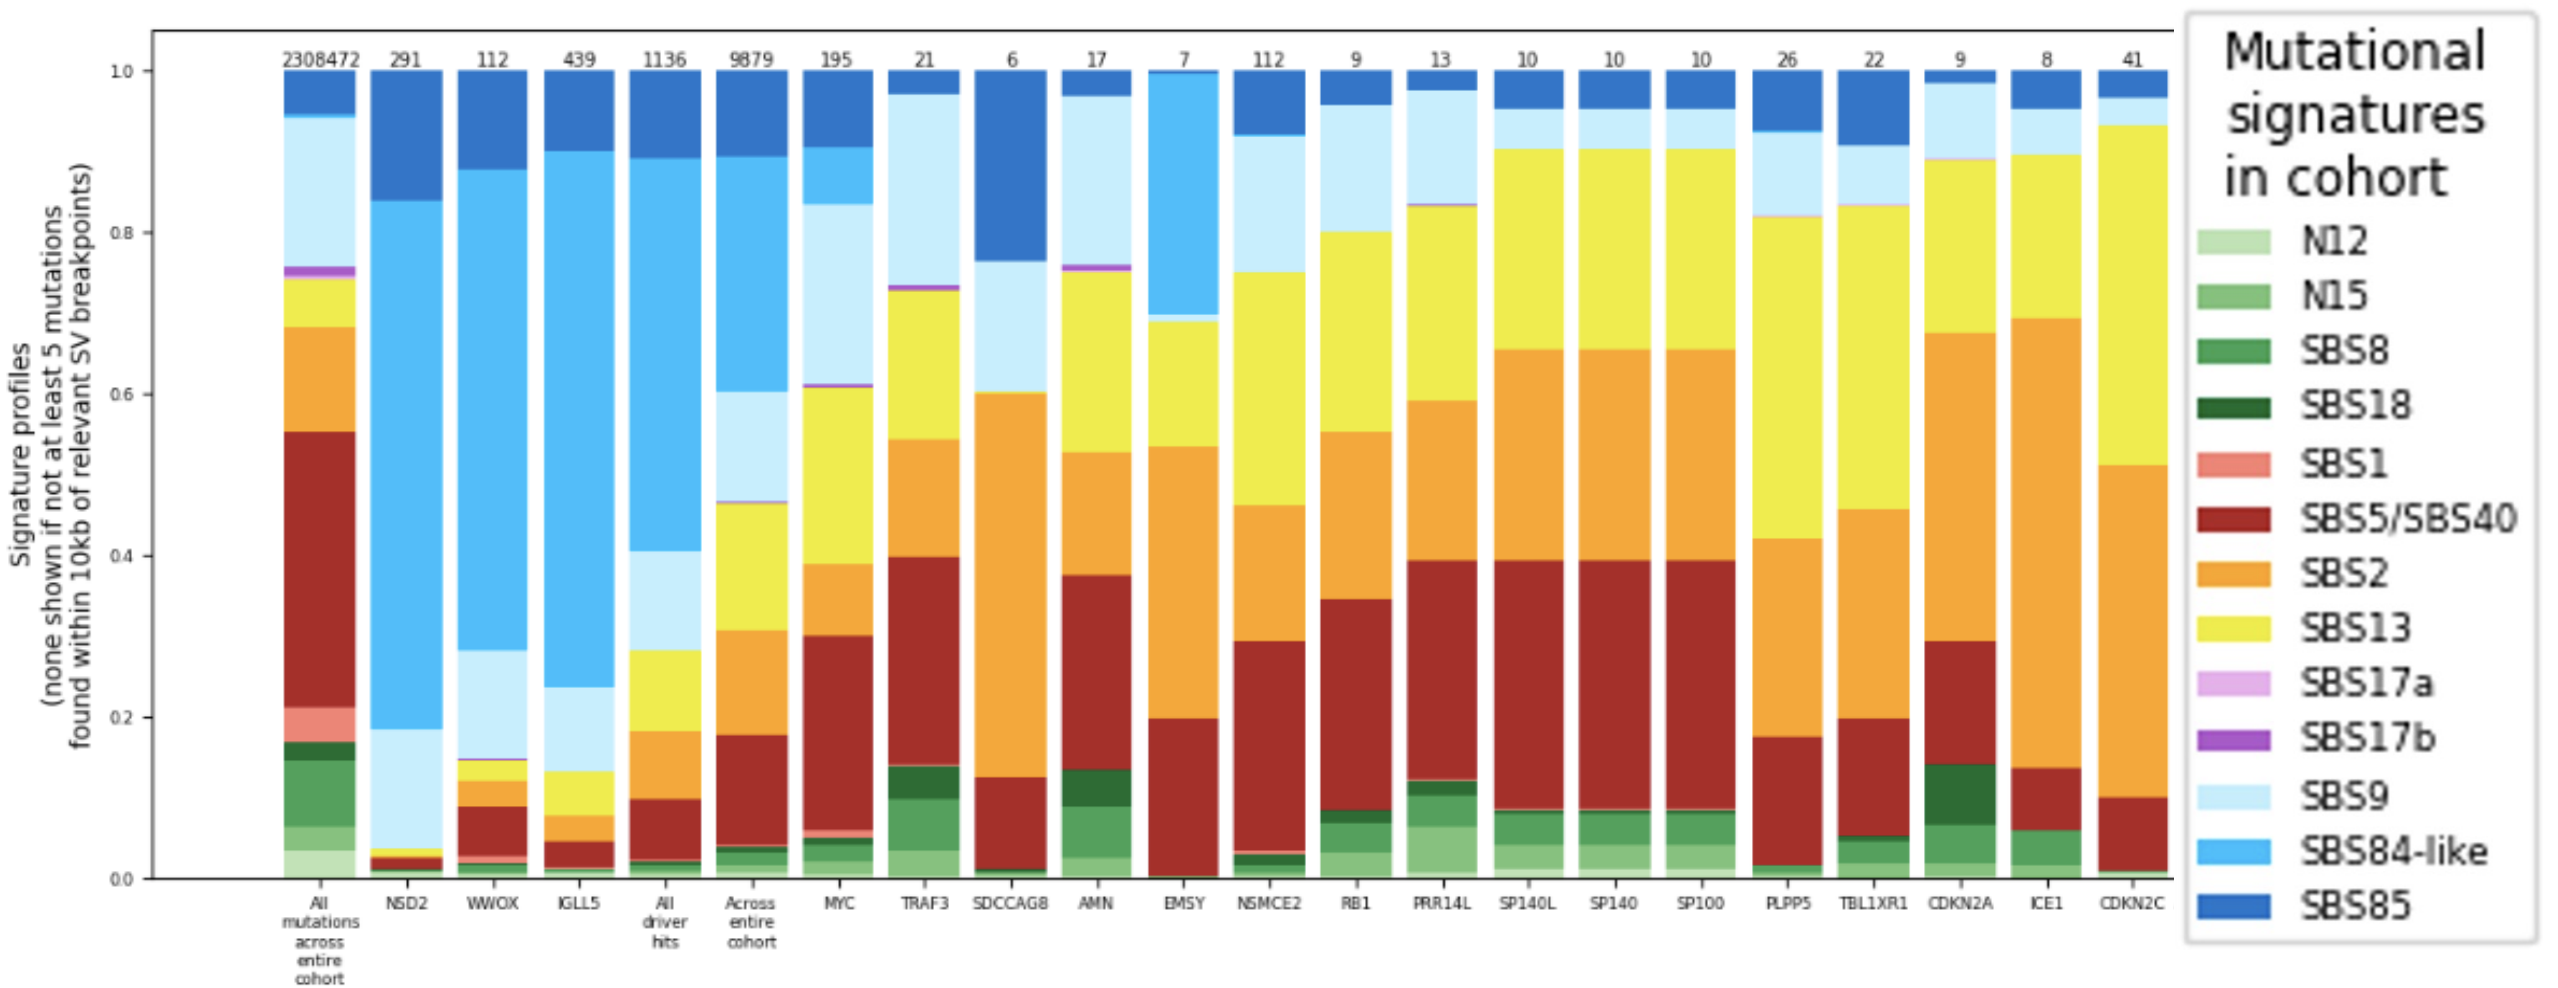 Signature profiles
(none shown if not at least 5 mutations
found within 10kb of relevant SV breakpoints)
1.0
0.8
0.6
0.4
0.2
0.0
2308472 291 112 439 1136 9879 195 21 6 17 7 112 9 13 10 10 10 26 22 9 8 41
All
mutations
across
entire
cohort
NSD2
WWOX
IGLL5
All
driver
hits
Across
entire
cohort
MYC
TRAF3
SDCCAG8
AMN
EMSY
NSMCE2
RB1
PRR14L
SP140L
SP140
SP100
PLPP5
TBL1XR1
CDKN2A
ICE1
CDKN2C
Mutational
signatures
in cohort
N12
N15
SBS8
SBS18
SBS1
SBS5/SBS40
SBS2
SBS13
SBS17a
SBS17b
SBS9
SBS84-like
SBS85